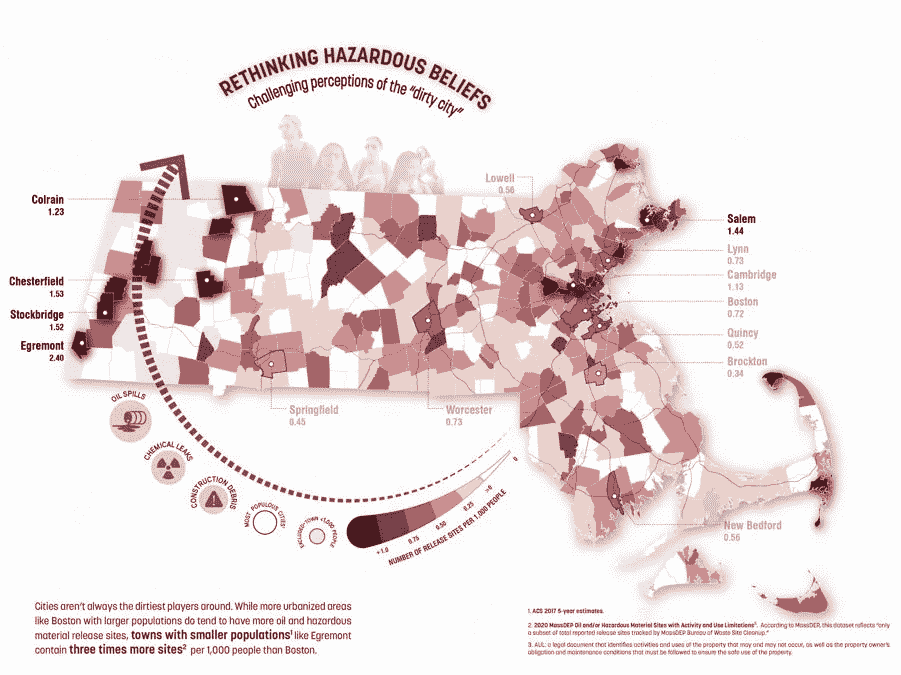 RETHINKING HAZARDOUS BELIEFS
Challenging perceptions of the "dirty city"
Lowell
0.56
Colrain
1.23
Salem
1.44
Lynn
0.73
Cambridge
1.13
Chesterfield
1.53
Boston
0.72
Stockbridge
1.52
Quincy
0.52
Egremont
2.40
Brockton
0.34
Springfield
0.45
Worcester
0.73
New Bedford
0.56
OIL SPILLS
CHEMICAL LEAKS
CONSTRUCTION DEBRIS
MOST POPULOUS CITIES
EXCLUDED-TOWN <1,000 PEOPLE
+1.0
0.75
0.50
0.25
>0
0
NUMBER OF RELEASE SITES PER 1,000 PEOPLE
Cities aren't always the dirtiest players around. While more urbanized areas
like Boston with larger populations do tend to have more oil and hazardous
material release sites, towns with smaller populations¹ like Egremont
contain three times more sites² per 1,000 people than Boston.
1. ACS 2017 5-year estimates.
2. 2020 MassDEP Oil and/or Hazardous Material Sites with Activity and Use Limitations³. According to MassDEP, this dataset reflects "only
a subset of total reported release sites tracked by MassDEP Bureau of Waste Site Cleanup."
3. AUL: a legal document that identifies activities and uses of the property that may and may not occur, as well as the property owner's
obligation and maintenance conditions that must be followed to ensure the safe use of the property.